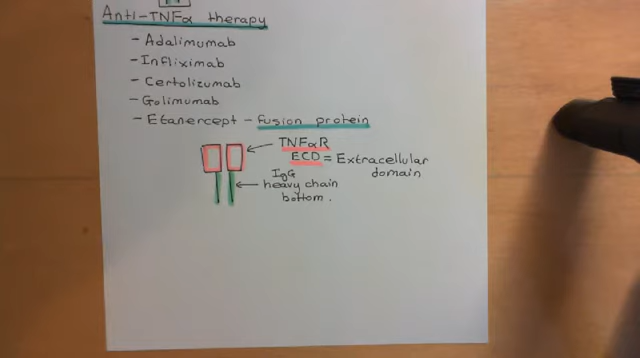 Anti-TNFα therapy
- Adalimumab
- Infliximab
- Certolizumab
- Golimumab
- Etanercept - fusion protein
TNFαR
ECD = Extracellular
domain
IgG
heavy chain
bottom.